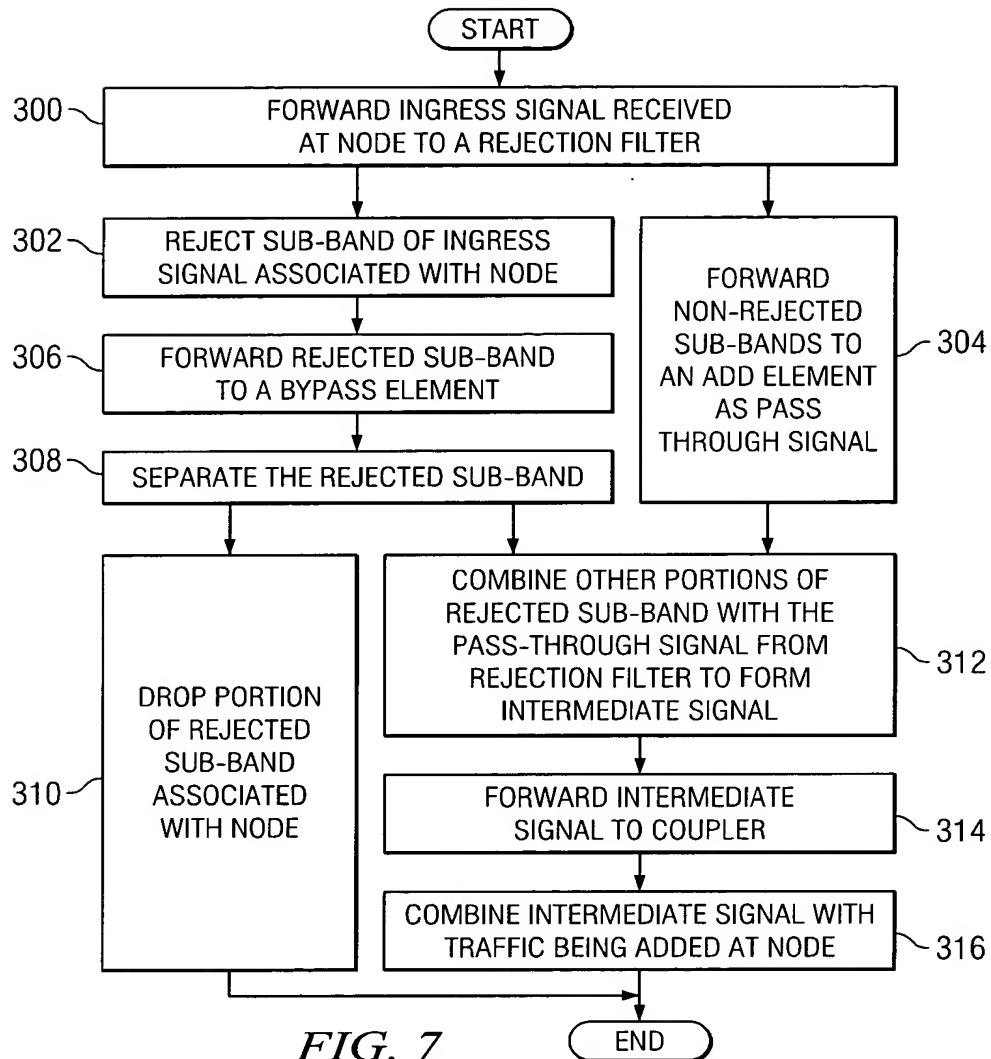 START
300
FORWARD INGRESS SIGNAL RECEIVED
AT NODE TO A REJECTION FILTER
302
REJECT SUB-BAND OF INGRESS
SIGNAL ASSOCIATED WITH NODE
FORWARD
NON-REJECTED
SUB-BANDS TO
AN ADD ELEMENT
AS PASS
THROUGH SIGNAL
304
306
FORWARD REJECTED SUB-BAND
TO A BYPASS ELEMENT
308
SEPARATE THE REJECTED SUB-BAND
310
DROP PORTION
OF REJECTED
SUB-BAND
ASSOCIATED
WITH NODE
COMBINE OTHER PORTIONS OF
REJECTED SUB-BAND WITH THE
PASS-THROUGH SIGNAL FROM
REJECTION FILTER TO FORM
INTERMEDIATE SIGNAL
312
FORWARD INTERMEDIATE
SIGNAL TO COUPLER
314
COMBINE INTERMEDIATE SIGNAL WITH
TRAFFIC BEING ADDED AT NODE
316
END
FIG. 7